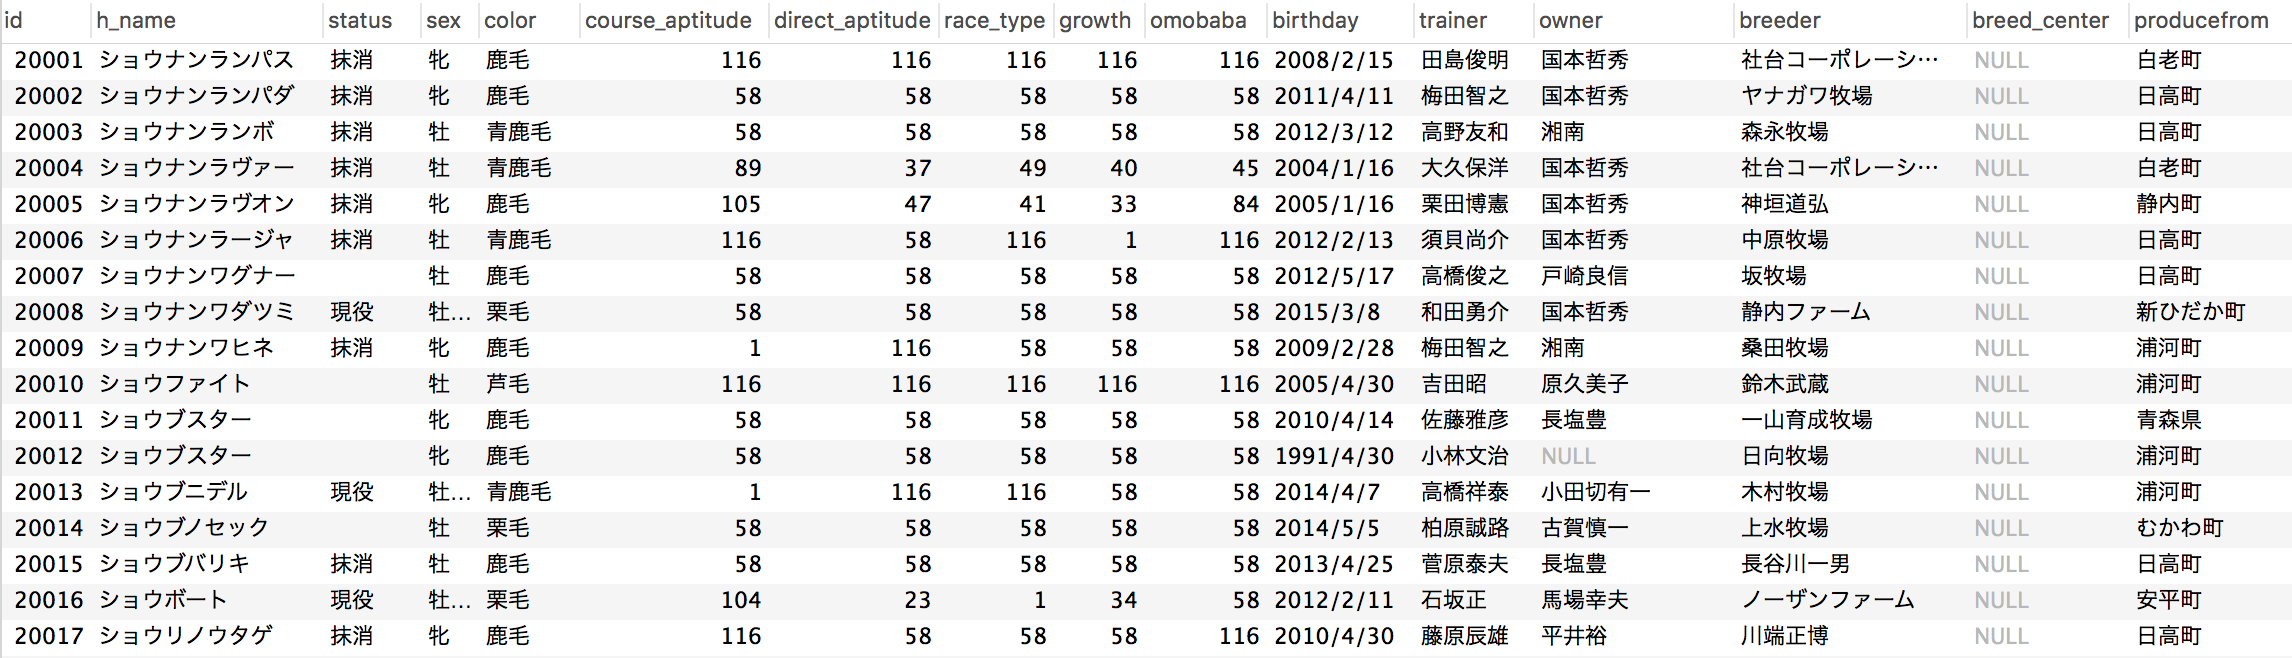 id h_name status sex color course_aptitude direct_aptitude race_type growth omobaba birthday trainer owner breeder breed_center producefrom
20001 ショウナンランパス 抹消 牝 鹿毛 116 116 116 116 116 2008/2/15 田島俊明 国本哲秀 社台コーポレーシ… NULL 白老町
20002 ショウナンランパダ 抹消 牝 鹿毛 58 58 58 58 58 2011/4/11 梅田智之 国本哲秀 ヤナガワ牧場 NULL 日高町
20003 ショウナンランボ 抹消 牡 青鹿毛 58 58 58 58 58 2012/3/12 高野友和 湘南 森永牧場 NULL 日高町
20004 ショウナンラヴァー 抹消 牡 青鹿毛 89 37 49 40 45 2004/1/16 大久保洋 国本哲秀 社台コーポレーシ… NULL 白老町
20005 ショウナンラヴオン 抹消 牝 鹿毛 105 47 41 33 84 2005/1/16 栗田博憲 国本哲秀 神垣道弘 NULL 静内町
20006 ショウナンラージャ 抹消 牡 青鹿毛 116 58 116 1 116 2012/2/13 須貝尚介 国本哲秀 中原牧場 NULL 日高町
20007 ショウナンワグナー 牡 鹿毛 58 58 58 58 58 2012/5/17 高橋俊之 戸崎良信 坂牧場 NULL 日高町
20008 ショウナンワダツミ 現役 牡… 栗毛 58 58 58 58 58 2015/3/8 和田勇介 国本哲秀 静内ファーム NULL 新ひだか町
20009 ショウナンワヒネ 抹消 牝 鹿毛 1 116 58 58 58 2009/2/28 梅田智之 湘南 桑田牧場 NULL 浦河町
20010 ショウファイト 牡 芦毛 116 116 116 116 116 2005/4/30 吉田昭 原久美子 鈴木武蔵 NULL 浦河町
20011 ショウブスター 牝 鹿毛 58 58 58 58 58 2010/4/14 佐藤雅彦 長塩豊 一山育成牧場 NULL 青森県
20012 ショウブスター 牝 鹿毛 58 58 58 58 58 1991/4/30 小林文治 NULL 日向牧場 NULL 浦河町
20013 ショウブニデル 現役 牡… 青鹿毛 1 116 116 58 58 2014/4/7 高橋祥泰 小田切有一 木村牧場 NULL 浦河町
20014 ショウブノセック 牡 栗毛 58 58 58 58 58 2014/5/5 柏原誠路 古賀慎一 上水牧場 NULL むかわ町
20015 ショウブバリキ 抹消 牡 鹿毛 58 58 58 58 58 2013/4/25 菅原泰夫 長塩豊 長谷川一男 NULL 日高町
20016 ショウボート 現役 牡… 栗毛 104 23 1 34 58 2012/2/11 石坂正 馬場幸夫 ノーザンファーム NULL 安平町
20017 ショウリノウタゲ 抹消 牝 鹿毛 116 58 58 58 116 2010/4/30 藤原辰雄 平井裕 川端正博 NULL 日高町